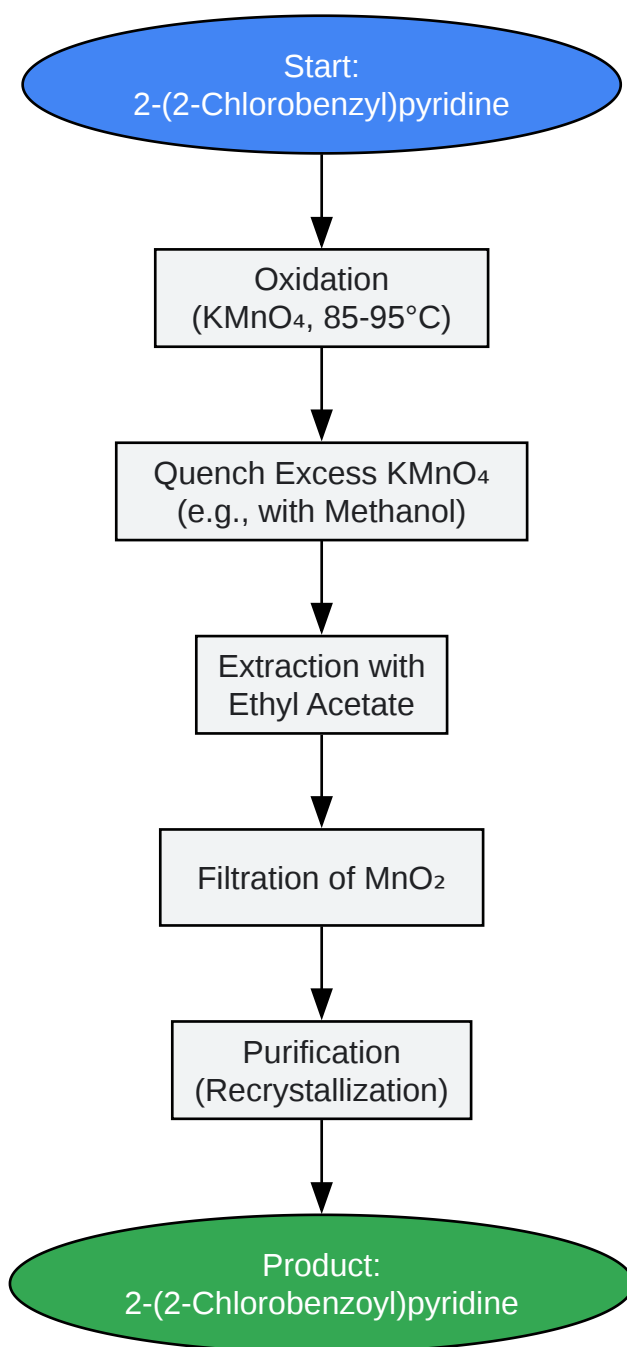 Start:
2-(2-Chlorobenzyl)pyridine
Oxidation
(KMnO₄, 85-95°C)
Quench Excess KMnO₄
(e.g., with Methanol)
Extraction with
Ethyl Acetate
Filtration of MnO₂
Purification
(Recrystallization)
Product:
2-(2-Chlorobenzoyl)pyridine